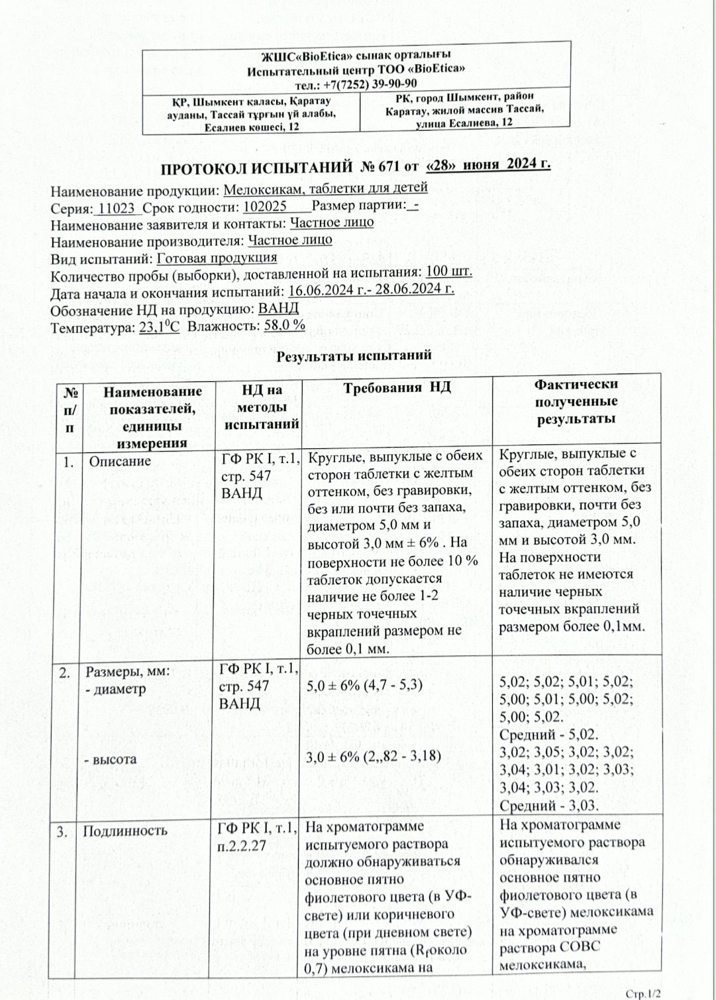 ЖШС«BioEtica» сынақ орталығы
Испытательный центр ТОО «BioEtica»
тел.: +7(7252) 39-90-90
ҚР, Шымкент қаласы, Қаратау
ауданы, Тассай тұрғын үй алабы,
Есалиев көшесі, 12
РК, город Шымкент, район
Каратау, жилой массив Тассай,
улица Есалиева, 12
ПРОТОКОЛ ИСПЫТАНИЙ № 671 от «28» июня 2024 г.
Наименование продукции: Мелоксикам, таблетки для детей
Серия: 11023 Срок годности: 102025 Размер партии: -
Наименование заявителя и контакты: Частное лицо
Наименование производителя: Частное лицо
Вид испытаний: Готовая продукция
Количество пробы (выборки), доставленной на испытания: 100 шт.
Дата начала и окончания испытаний: 16.06.2024 г.- 28.06.2024 г.
Обозначение НД на продукцию: ВАНД
Температура: 23,1⁰С Влажность: 58,0 %
Результаты испытаний
№
п/
п
Наименование
показателей,
единицы
измерения
НД на
методы
испытаний
Требования НД
Фактически
полученные
результаты
1.
Описание
ГФ РК I, т.1,
стр. 547
ВАНД
Круглые, выпуклые с обеих
сторон таблетки с желтым
оттенком, без гравировки,
без или почти без запаха,
диаметром 5,0 мм и
высотой 3,0 мм ± 6% . На
поверхности не более 10 %
таблеток допускается
наличие не более 1-2
черных точечных
вкраплений размером не
более 0,1 мм.
Круглые, выпуклые с
обеих сторон таблетки
с желтым оттенком, без
гравировки, почти без
запаха, диаметром 5,0
мм и высотой 3,0 мм.
На поверхности
таблеток не имеются
наличие черных
точечных вкраплений
размером более 0,1мм.
2.
Размеры, мм:
- диаметр
- высота
ГФ РК I, т.1,
стр. 547
ВАНД
5,0 ± 6% (4,7 - 5,3)
3,0 ± 6% (2,,82 - 3,18)
5,02; 5,02; 5,01; 5,02;
5,00; 5,01; 5,00; 5,02;
5,00; 5,02.
Средний - 5,02.
3,02; 3,05; 3,02; 3,02;
3,04; 3,01; 3,02; 3,03;
3,04; 3,03; 3,02.
Средний - 3,03.
3.
Подлинность
ГФ РК I, т.1,
п.2.2.27
На хроматограмме
испытуемого раствора
должно обнаруживаться
основное пятно
фиолетового цвета (в УФ-
свете) или коричневого
цвета (при дневном свете)
на уровне пятна (Rfоколо
0,7) мелоксикама на
На хроматограмме
испытуемого раствора
обнаруживался
основное пятно
фиолетового цвета (в
УФ-свете) мелоксикама
на хроматограмме
раствора СОВС
мелоксикама,
Стр.1/2